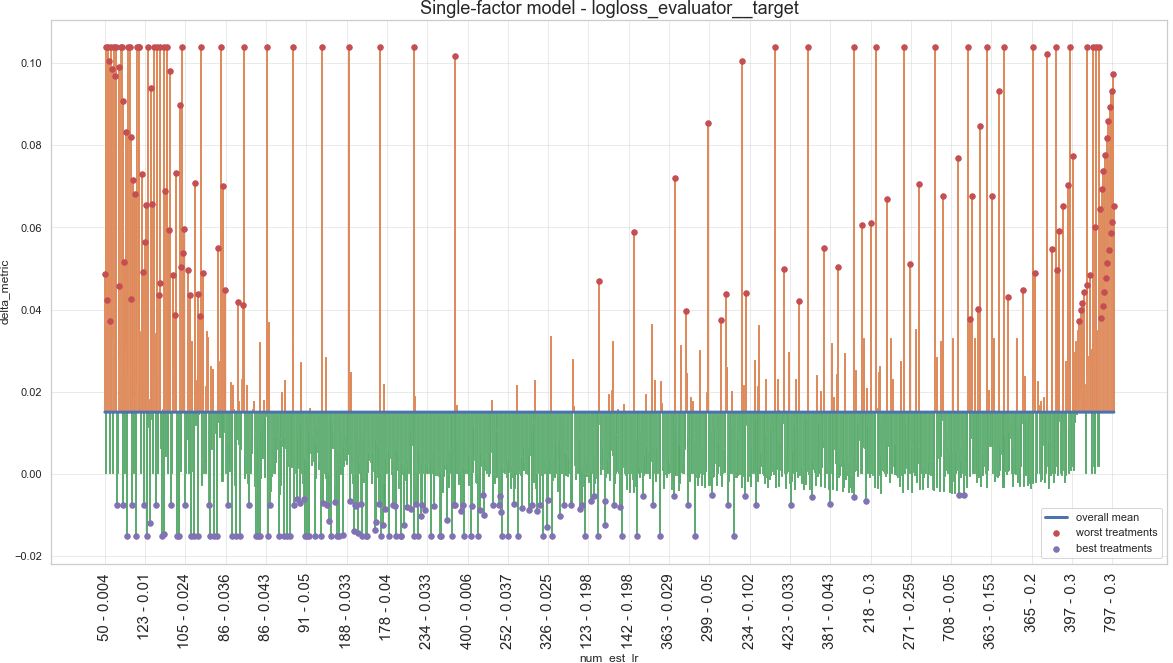 Single-factor model - logloss_evaluator__target
delta_metric
0.10
0.08
0.06
0.04
0.02
0.00
−0.02
overall mean
worst treatments
best treatments
50 - 0.004
123 - 0.01
105 - 0.024
86 - 0.036
86 - 0.043
91 - 0.05
188 - 0.033
178 - 0.04
234 - 0.033
400 - 0.006
252 - 0.037
326 - 0.025
123 - 0.198
142 - 0.198
363 - 0.029
299 - 0.05
234 - 0.102
423 - 0.033
381 - 0.043
218 - 0.3
271 - 0.259
708 - 0.05
363 - 0.153
365 - 0.2
397 - 0.3
797 - 0.3
num_est_lr